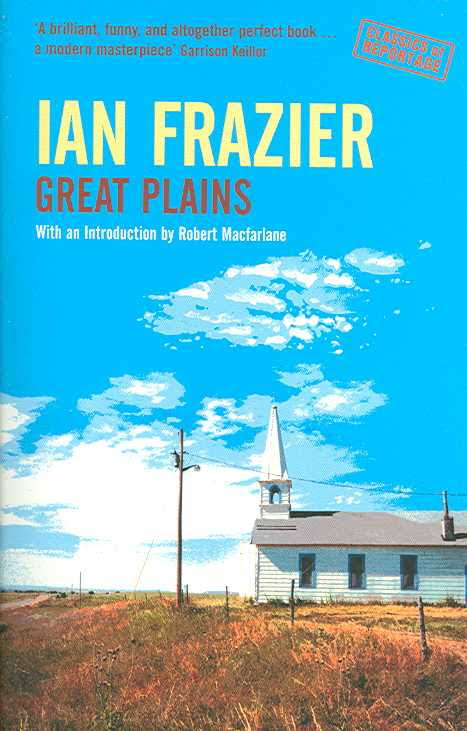 'A brilliant, funny, and altogether perfect book ...
a modern masterpiece' Garrison Keillor
CLASSICS of
REPORTAGE
IAN FRAZIER
GREAT PLAINS
With an Introduction by Robert Macfarlane